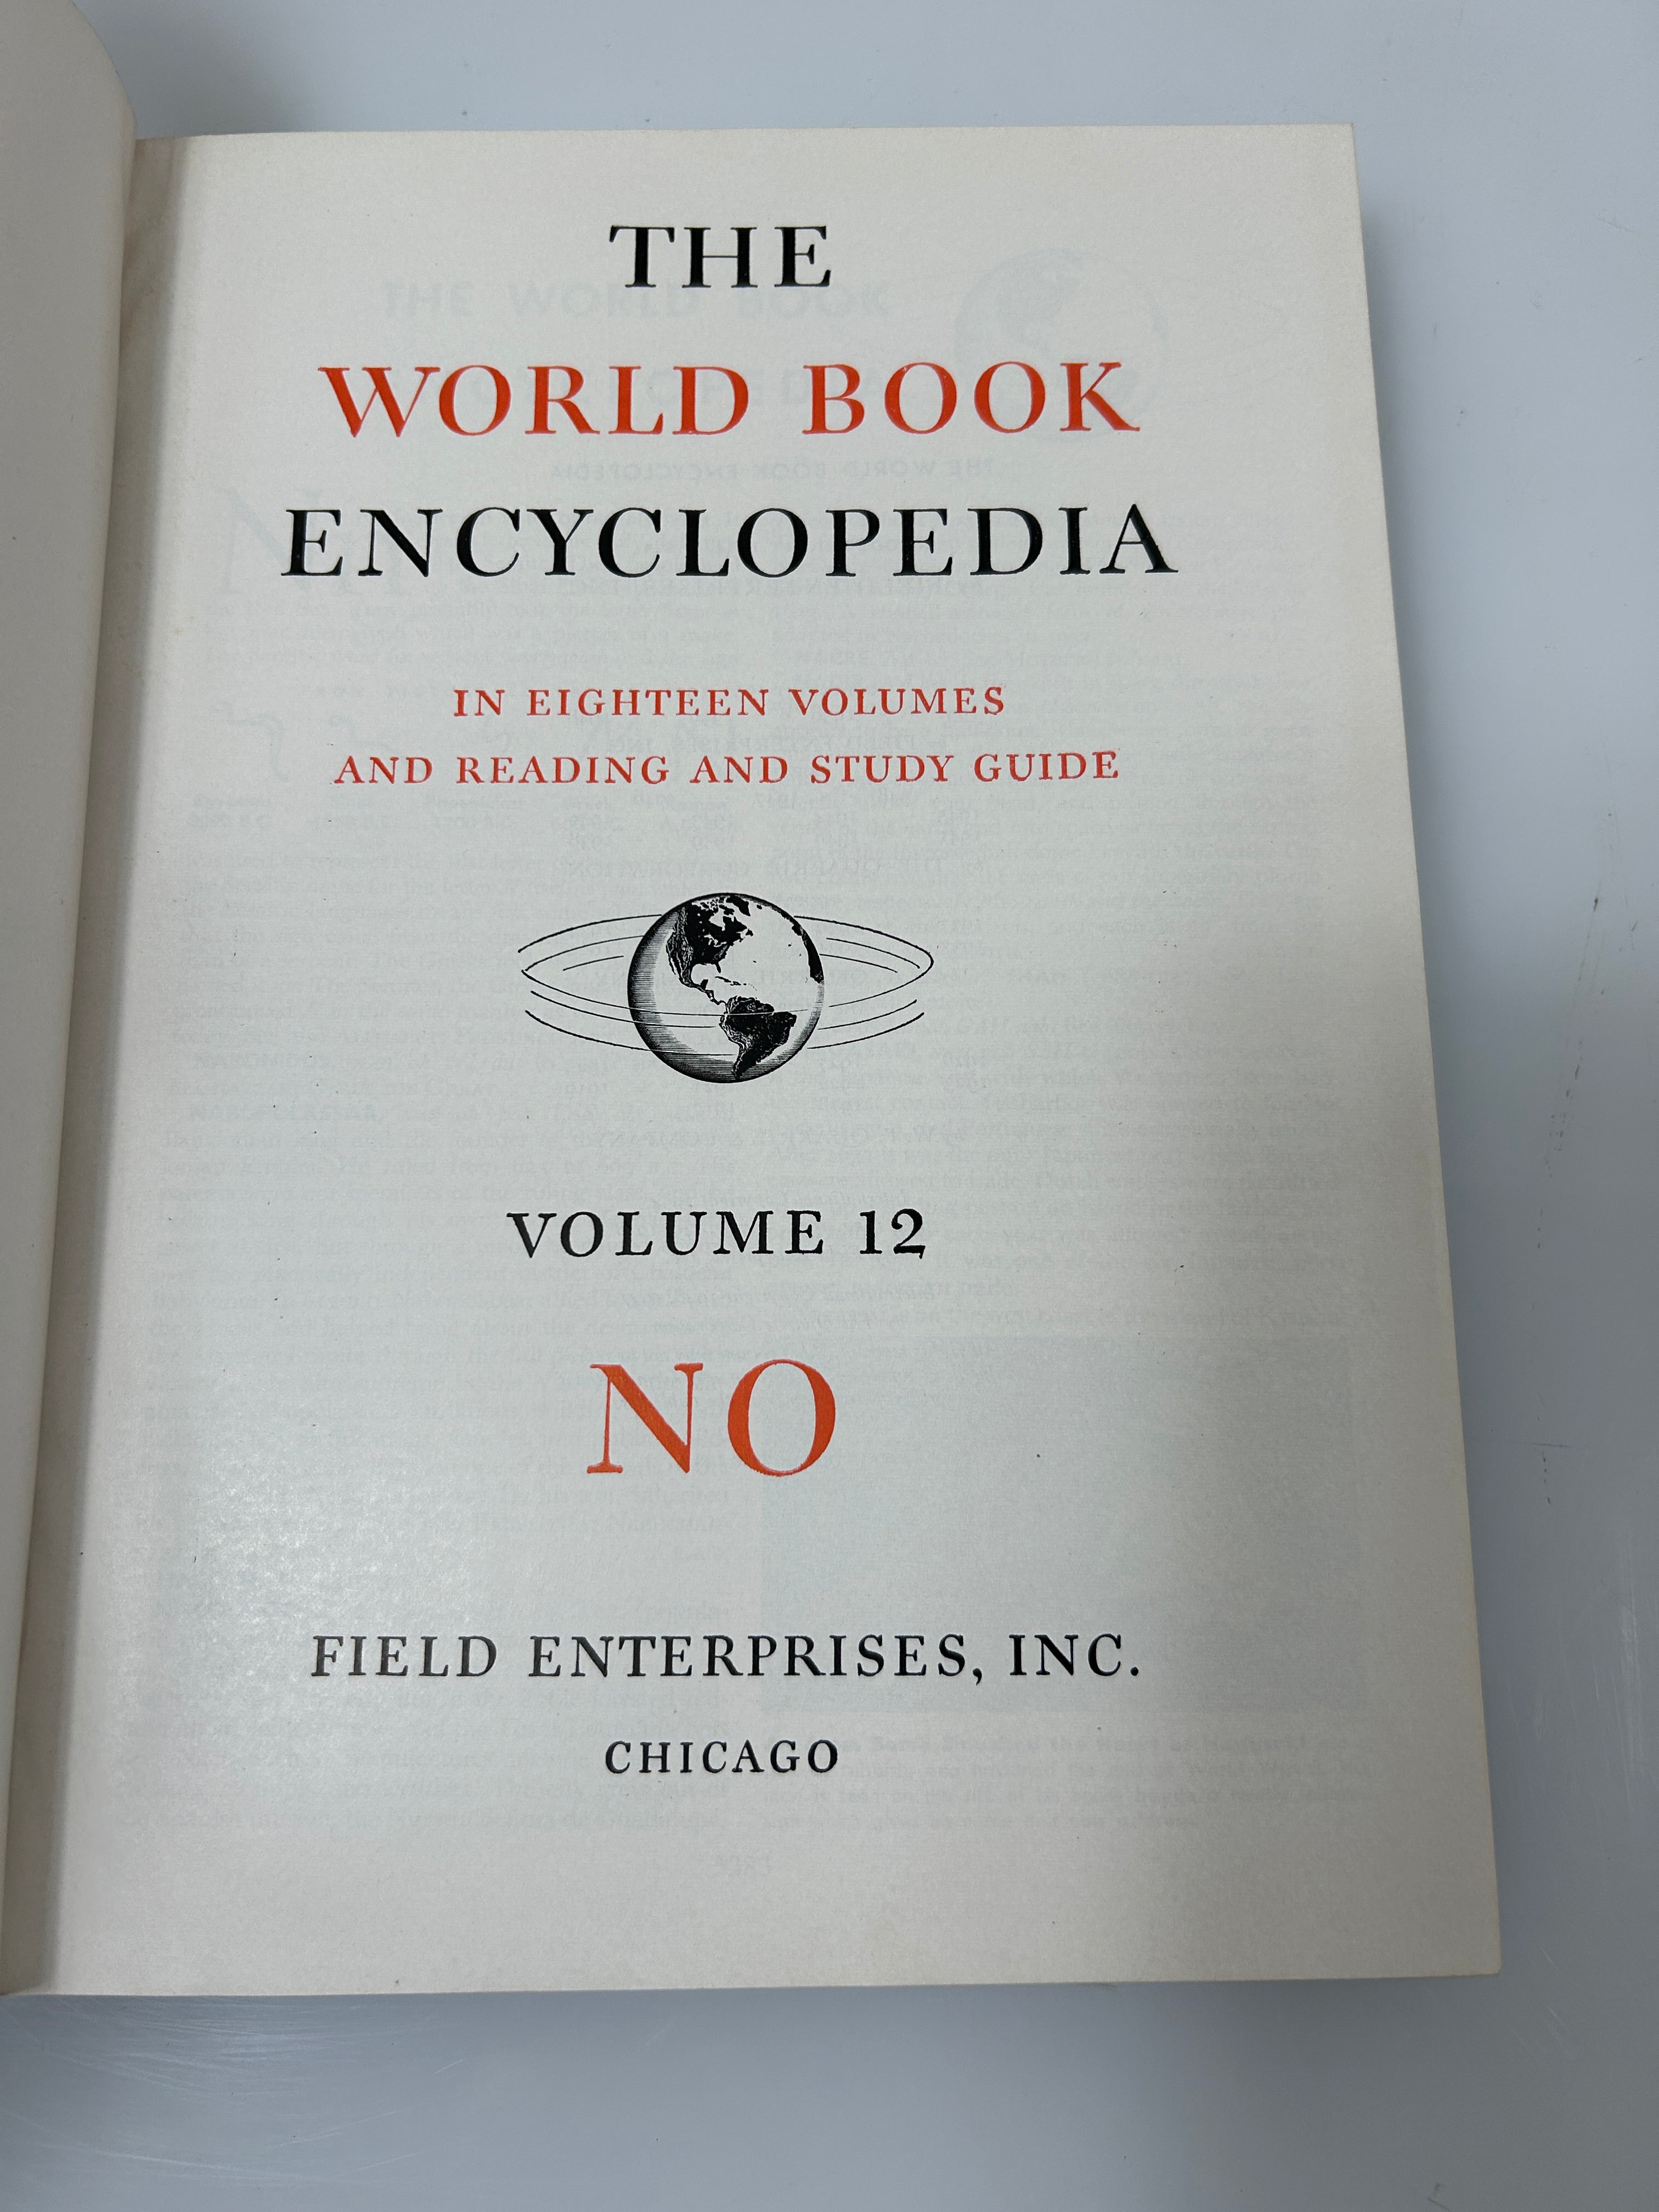 THE
WORLD BOOK
ENCYCLOPEDIA
IN EIGHTEEN VOLUMES
AND READING AND STUDY GUIDE
VOLUME 12
NO
FIELD ENTERPRISES, INC.
CHICAGO